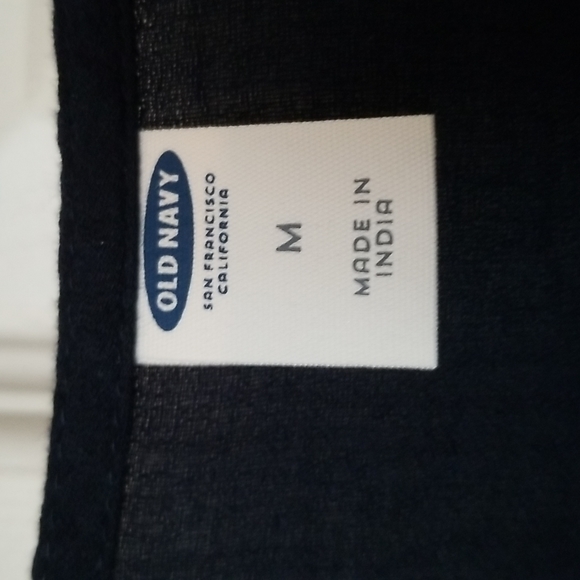 OLD NAVY
SAN FRANCISCO
CALIFORNIA
M
MADE IN
INDIA